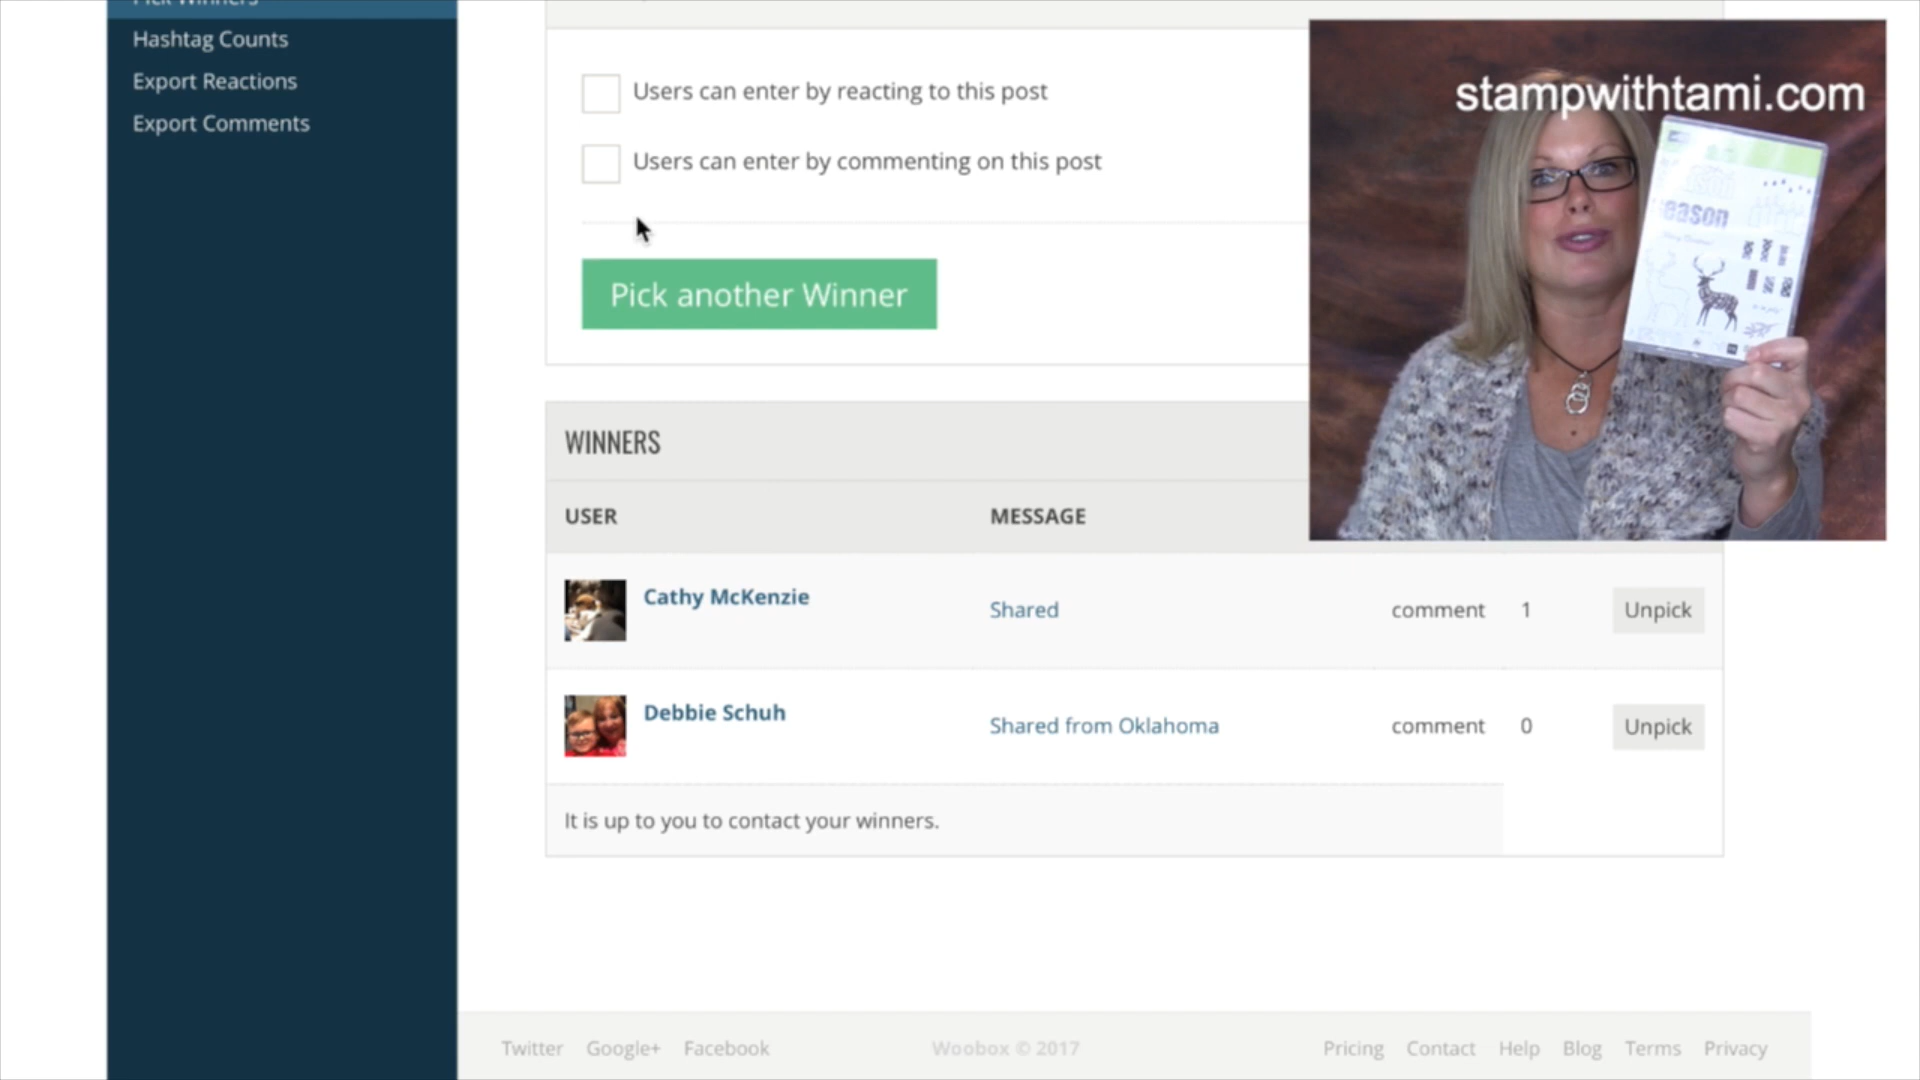 Pick Winners
Hashtag Counts
Export Reactions
Export Comments
Users can enter by reacting to this post
Users can enter by commenting on this post
Pick another Winner
stampwithtami.com
eason
WINNERS
USER MESSAGE
Cathy McKenzie Shared comment 1 Unpick
Debbie Schuh Shared from Oklahoma comment 0 Unpick
It is up to you to contact your winners.
Twitter Google+ Facebook Woobox © 2017 Pricing Contact Help Blog Terms Privacy